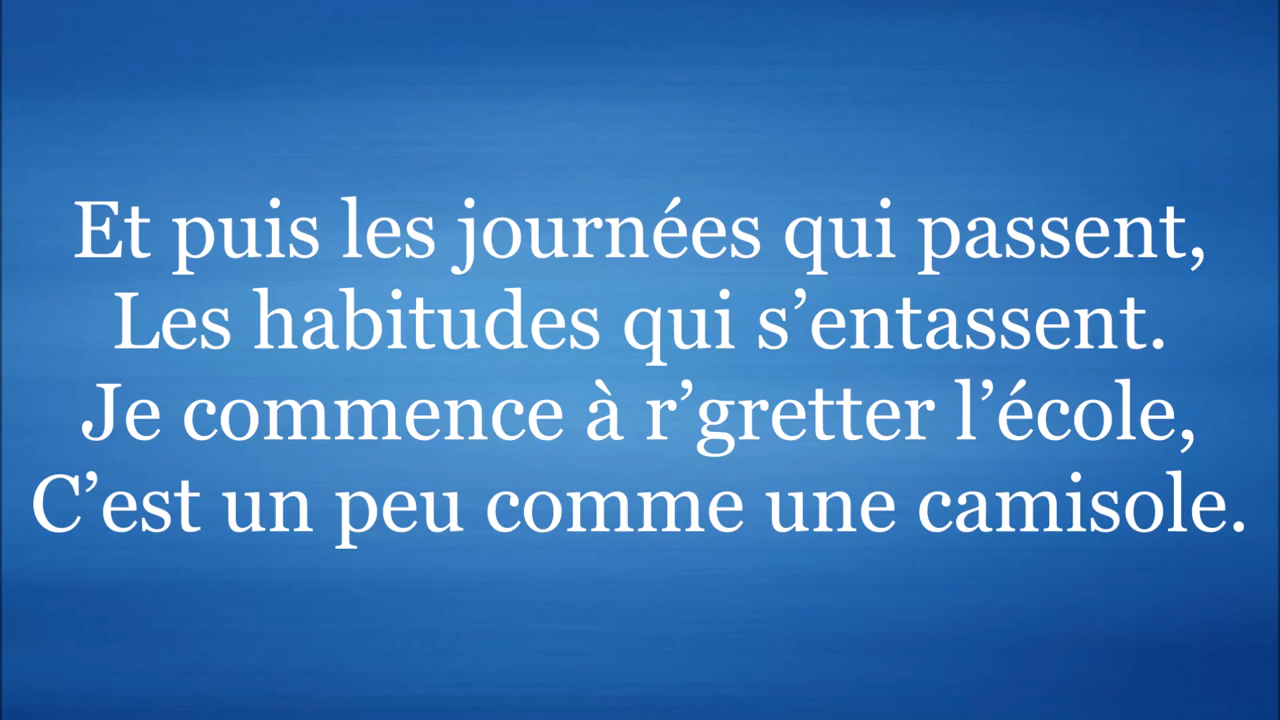 Et puis les journées qui passent,
Les habitudes qui s’entassent.
Je commence à r’gretter l’école,
C’est un peu comme une camisole.